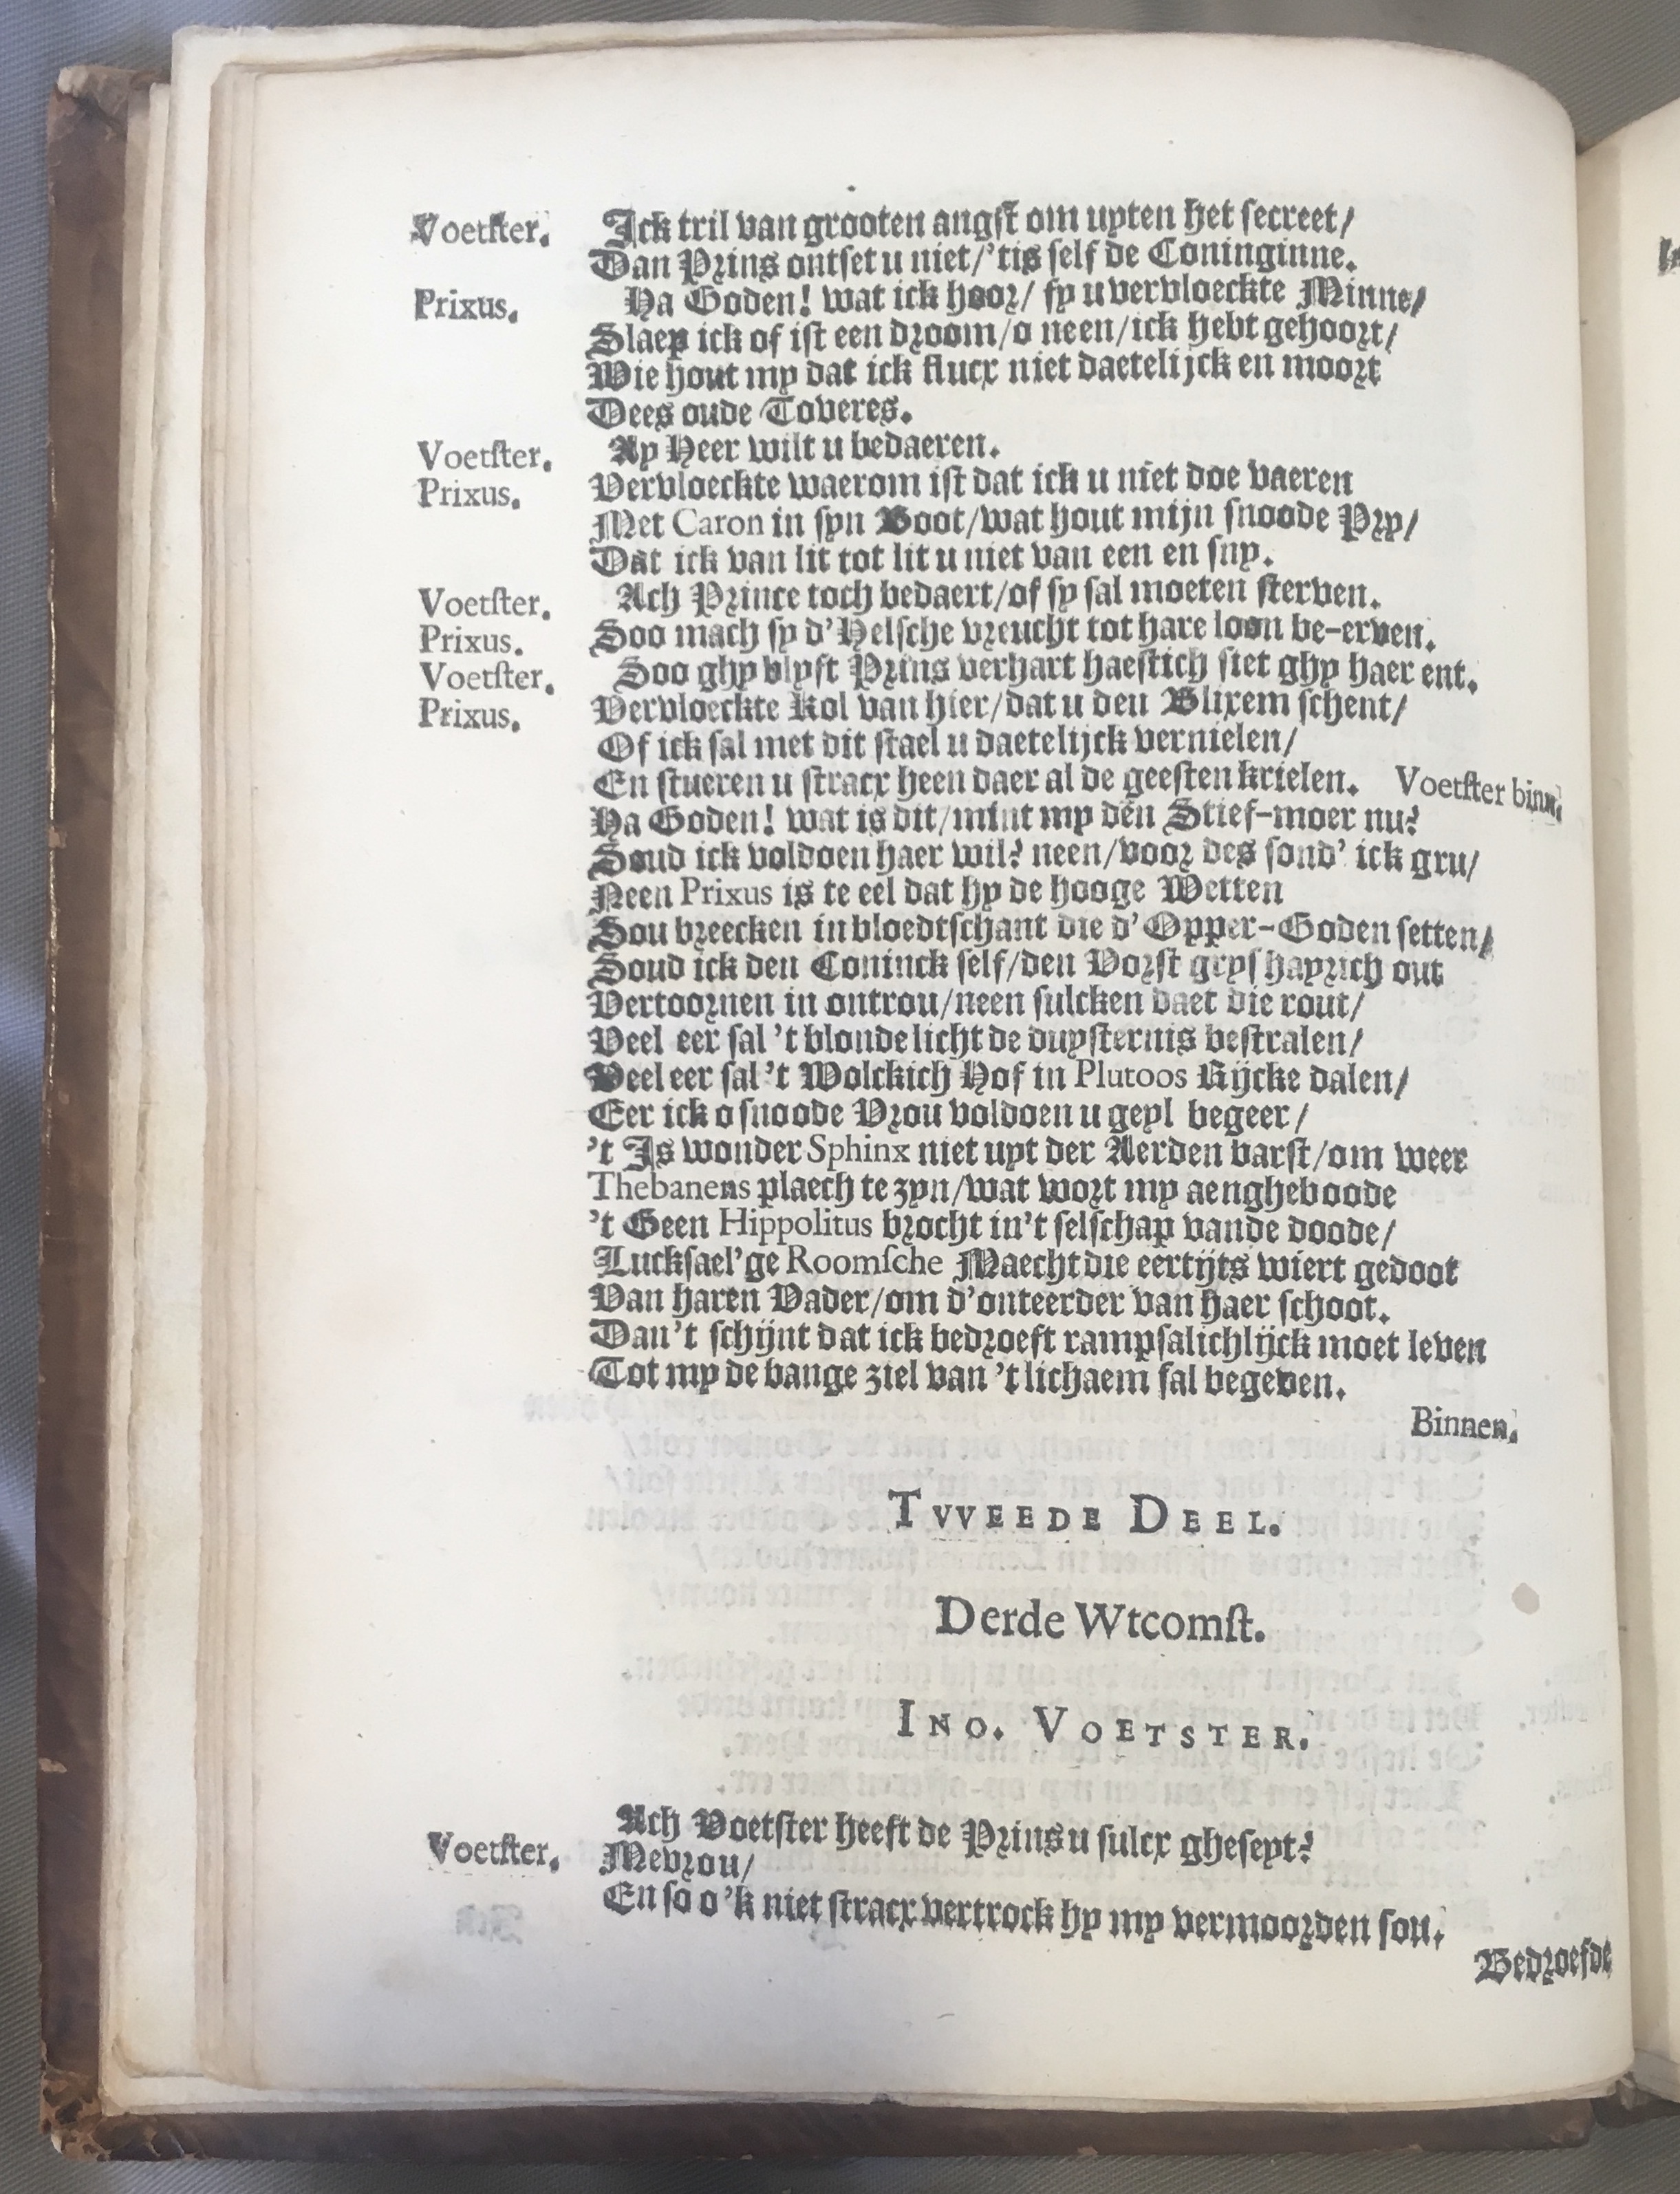 Voetſter. Ick tril van grooten angſt om uyten het ſecreet/
Dan Prins ontſet u niet/'tis ſelf de Coninginne.
Prixus. Ha Goden! wat ick hoor/ ſy u vervloeckte Minne/
Slaep ick of iſt een droom/o neen/ick hebt gehoort/
Wie hout my dat ick flucx niet daetelijck en moort
Dees oude Toveres.
Voetſter. Ay Heer wilt u bedaeren.
Prixus. Vervloeckte waerom iſt dat ick u niet doe vaeren
Met Caron in ſyn Boot/wat hout mijn ſnoode Pry/
Dat ick van lit tot lit u niet van een en ſny.
Voetſter. Ach Prince toch bedaert/of ſy ſal moeten ſterven.
Prixus. Soo mach ſy d'Helſche vreucht tot hare loon be-erven.
Voetſter. Soo ghy blyft Prins verhart haeſtich ſiet ghy haer ent.
Prixus. Vervloeckte Kol van hier/dat u den Blixem ſchent/
Of ick ſal met dit ſtael u daetelijck vernielen/
En ſtueren u ſtracx heen daer al de geeſten krielen. Voetſter binn.
Ha Goden! wat is dit/mint my den Stief-moer nu?
Soud ick voldoen haer wil? neen/voor des ſond' ick gru/
Neen Prixus is te eel dat hy de hooge Wetten
Sou breecken in bloedtſchant die d'Opper-Goden ſetten/
Soud ick den Coninck ſelf/den Vorſt gryſ hayrich out
Vertoornen in ontrou/neen ſulcken daet die rout/
Veel eer ſal 't blonde licht de duyſternis beſtralen/
Veel eer ſal 't Wolckich Hof in Plutoos Rijcke dalen/
Eer ick o ſnoode Vrou voldoen u geyl begeer/
't Is wonder Sphinx niet uyt der Aerden barſt/om weer
Thebanens plaech te zyn/wat wort my aengheboode
't Geen Hippolitus brocht in't ſelſchap vande doode/
Luckſael'ge Roomſche Maecht die eertijts wiert gedoot
Van haren Vader/om d'onteerder van haer ſchoot.
Dan't ſchijnt dat ick bedroeft rampſalichlijck moet leven
Tot my de bange ziel van 't lichaem ſal begeven.
Binnen.
TVVEEDE DEEL.
Derde Wtcomſt.
INO. VOETSTER.
Ach Voetſter heeft de Prins u ſulcx gheſeyt?
Voetſter. Mevrou/
En ſo o'k niet ſtracx vertrock hy my vermoorden ſou.
Bedroefde